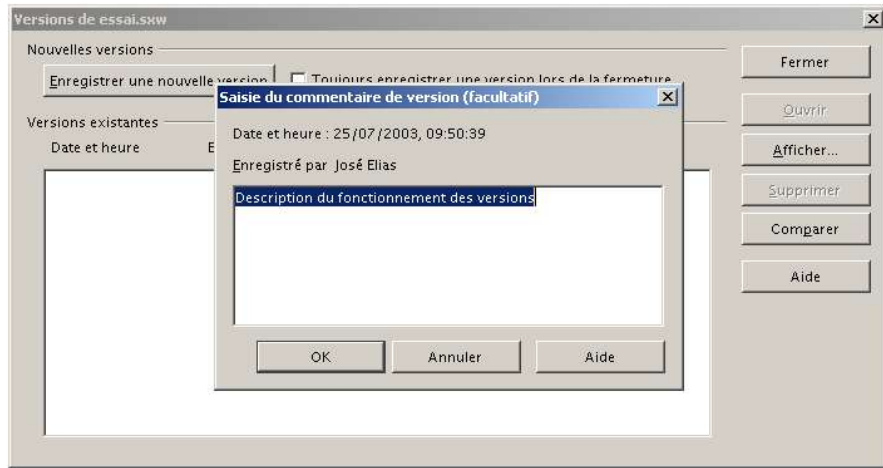 Versions de essai.sxw
Nouvelles versions
Enregistrer une nouvelle version
Toujours enregistrer une version lors de la fermeture
Versions existantes
Date et heure
Saisie du commentaire de version (facultatif)
Date et heure : 25/07/2003, 09:50:39
Enregistré par José Elias
Description du fonctionnement des versions
OK Annuler Aide
Fermer
Ouvrir
Afficher...
Supprimer
Comparer
Aide